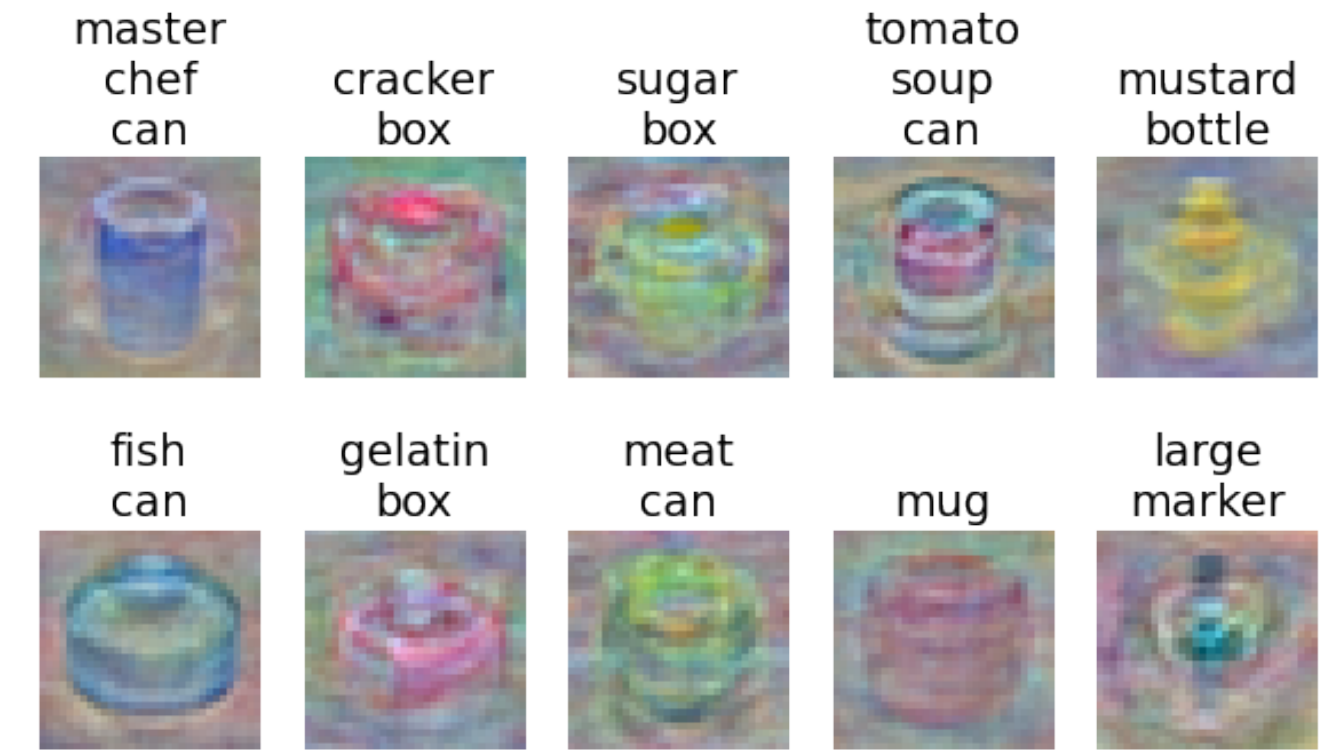 master
chef
can
cracker
box
sugar
box
tomato
soup
can
mustard
bottle
fish
can
gelatin
box
meat
can
mug
large
marker